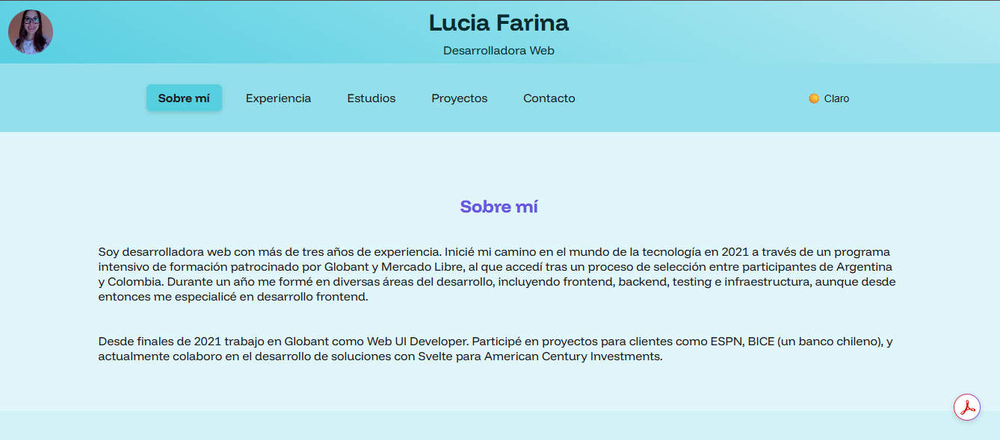 Lucia Farina
Desarrolladora Web
Sobre mí Experiencia Estudios Proyectos Contacto Claro
Sobre mí
Soy desarrolladora web con más de tres años de experiencia. Inicié mi camino en el mundo de la tecnología en 2021 a través de un programa
intensivo de formación patrocinado por Globant y Mercado Libre, al que accedí tras un proceso de selección entre participantes de Argentina
y Colombia. Durante un año me formé en diversas áreas del desarrollo, incluyendo frontend, backend, testing e infraestructura, aunque desde
entonces me especialicé en desarrollo frontend.
Desde finales de 2021 trabajo en Globant como Web UI Developer. Participé en proyectos para clientes como ESPN, BICE (un banco chileno), y
actualmente colaboro en el desarrollo de soluciones con Svelte para American Century Investments.